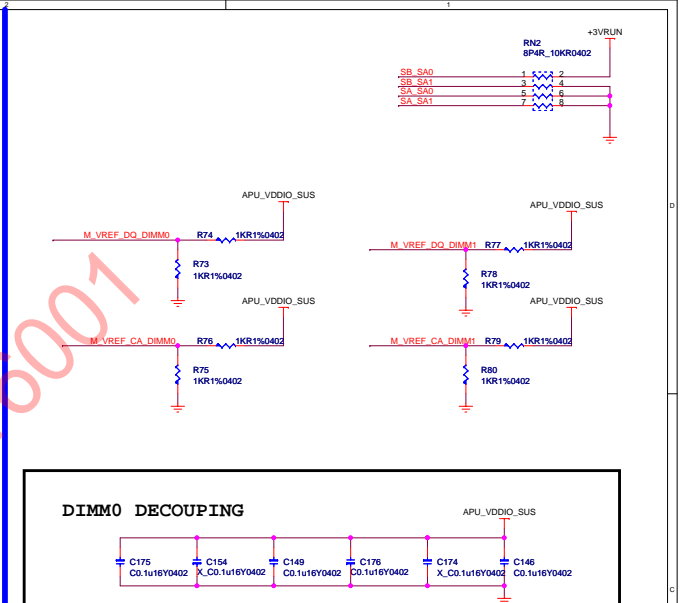 2
1
+3VRUN
RN2
8P4R_10KR0402
SB_SA0 1 2
SB_SA1 3 4
SA_SA0 5 6
SA_SA1 7 8
APU_VDDIO_SUS
APU_VDDIO_SUS
D
M_VREF_DQ_DIMM0 R74 1KR1%0402
M_VREF_DQ_DIMM1 R77 1KR1%0402
R73
1KR1%0402
R78
1KR1%0402
APU_VDDIO_SUS
APU_VDDIO_SUS
M_VREF_CA_DIMM0 R76 1KR1%0402
M_VREF_CA_DIMM1 R79 1KR1%0402
R75
1KR1%0402
R80
1KR1%0402
DIMM0 DECOUPING
APU_VDDIO_SUS
C175 C154 C149 C176 C174 C146
C0.1u16Y0402 X_C0.1u16Y0402 C0.1u16Y0402 C0.1u16Y0402 X_C0.1u16Y0402 C0.1u16Y0402
C